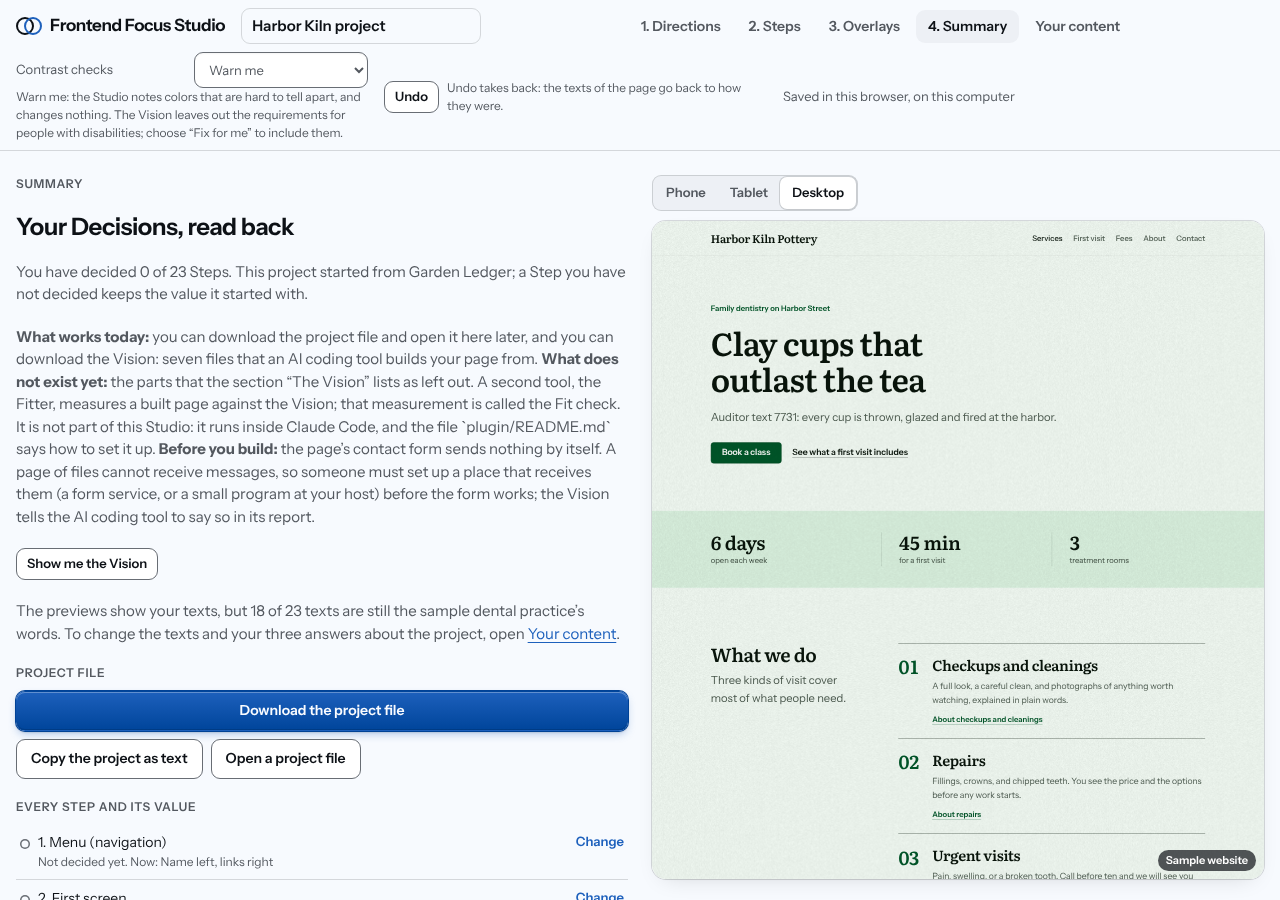 Frontend Focus Studio
Harbor Kiln project
1. Directions
2. Steps
3. Overlays
4. Summary
Your content
Contrast checks
Warn me
Warn me: the Studio notes colors that are hard to tell apart, and
changes nothing. The Vision leaves out the requirements for
people with disabilities; choose “Fix for me” to include them.
Undo
Undo takes back: the texts of the page go back to how
they were.
Saved in this browser, on this computer
SUMMARY
Your Decisions, read back
You have decided 0 of 23 Steps. This project started from Garden Ledger; a Step you have
not decided keeps the value it started with.
What works today: you can download the project file and open it here later, and you can
download the Vision: seven files that an AI coding tool builds your page from. What does
not exist yet: the parts that the section “The Vision” lists as left out. A second tool, the
Fitter, measures a built page against the Vision; that measurement is called the Fit check.
It is not part of this Studio: it runs inside Claude Code, and the file `plugin/README.md`
says how to set it up. Before you build: the page’s contact form sends nothing by itself. A
page of files cannot receive messages, so someone must set up a place that receives
them (a form service, or a small program at your host) before the form works; the Vision
tells the AI coding tool to say so in its report.
Show me the Vision
The previews show your texts, but 18 of 23 texts are still the sample dental practice’s
words. To change the texts and your three answers about the project, open Your content.
PROJECT FILE
Download the project file
Copy the project as text
Open a project file
EVERY STEP AND ITS VALUE
1. Menu (navigation)
Change
Not decided yet. Now: Name left, links right
2. First screen
Change
Phone
Tablet
Desktop
Harbor Kiln Pottery
Services
First visit
Fees
About
Contact
Family dentistry on Harbor Street
Clay cups that
outlast the tea
Auditor text 7731: every cup is thrown, glazed and fired at the harbor.
Book a class
See what a first visit includes
6 days
open each week
45 min
for a first visit
3
treatment rooms
What we do
Three kinds of visit cover
most of what people need.
01
Checkups and cleanings
A full look, a careful clean, and photographs of anything worth
watching, explained in plain words.
About checkups and cleanings
02
Repairs
Fillings, crowns, and chipped teeth. You see the price and the options
before any work starts.
About repairs
03
Urgent visits
Pain, swelling, or a broken tooth. Call before ten and we will see you
Sample website